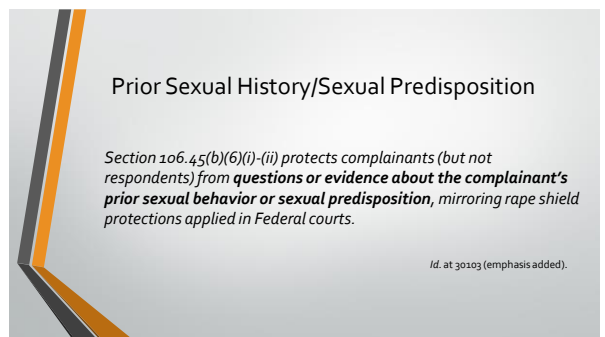 Prior Sexual History/Sexual Predisposition
Section 106.45(b)(6)(i)-(ii) protects complainants (but not
respondents) from questions or evidence about the complainant's
prior sexual behavior or sexual predisposition, mirroring rape shield
protections applied in Federal courts.
Id. at 30103 (emphasis added).